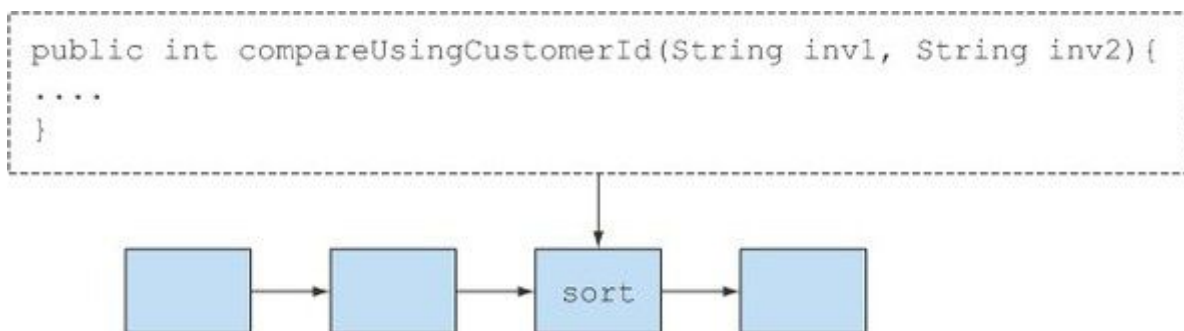 public int compareUsingCustomerId(String inv1, String inv2){
....
}
sort